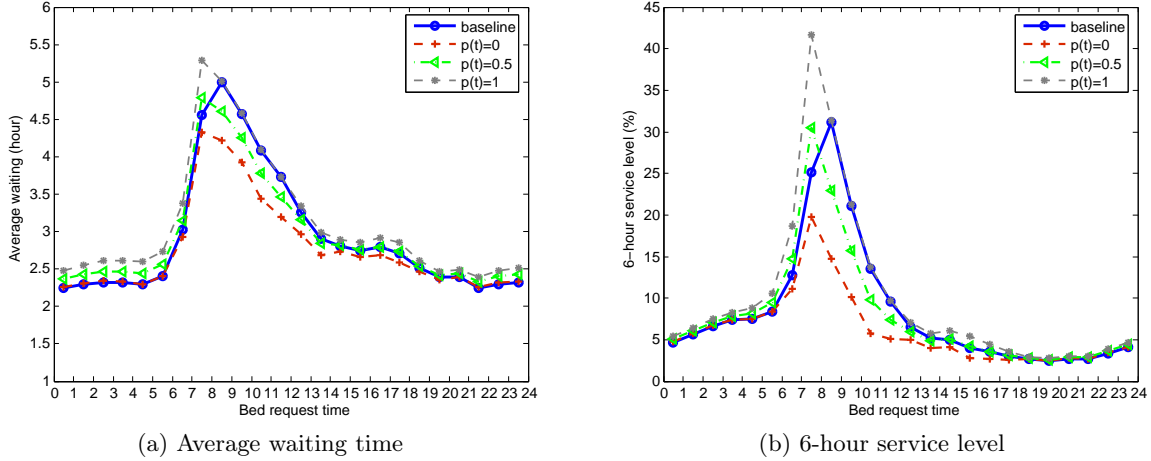 6
5.5
5
4.5
4
3.5
3
2.5
2
1.5
1
Average waiting (hour)
0 1 2 3 4 5 6 7 8 9 10 11 12 13 14 15 16 17 18 19 20 21 22 23 24
Bed request time
baseline
p(t)=0
p(t)=0.5
p(t)=1
(a) Average waiting time
45
40
35
30
25
20
15
10
5
0
6-hour service level (%)
0 1 2 3 4 5 6 7 8 9 10 11 12 13 14 15 16 17 18 19 20 21 22 23 24
Bed request time
baseline
p(t)=0
p(t)=0.5
p(t)=1
(b) 6-hour service level